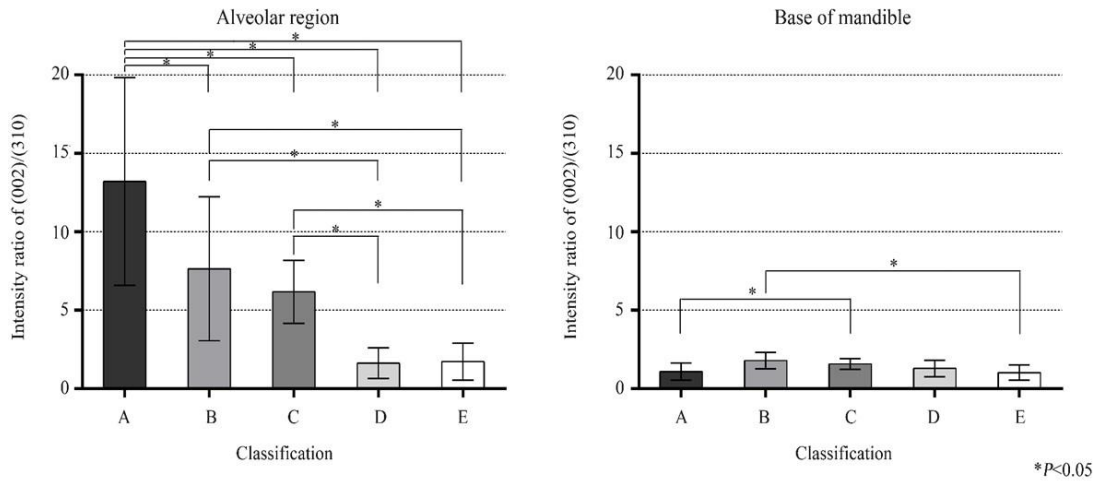 Alveolar region
Intensity ratio of (002)/(310)
20
15
10
5
0
* * * *
* *
* *
A B C D E
Classification
Base of mandible
Intensity ratio of (002)/(310)
20
15
10
5
0
*
*
A B C D E
Classification
*P<0.05